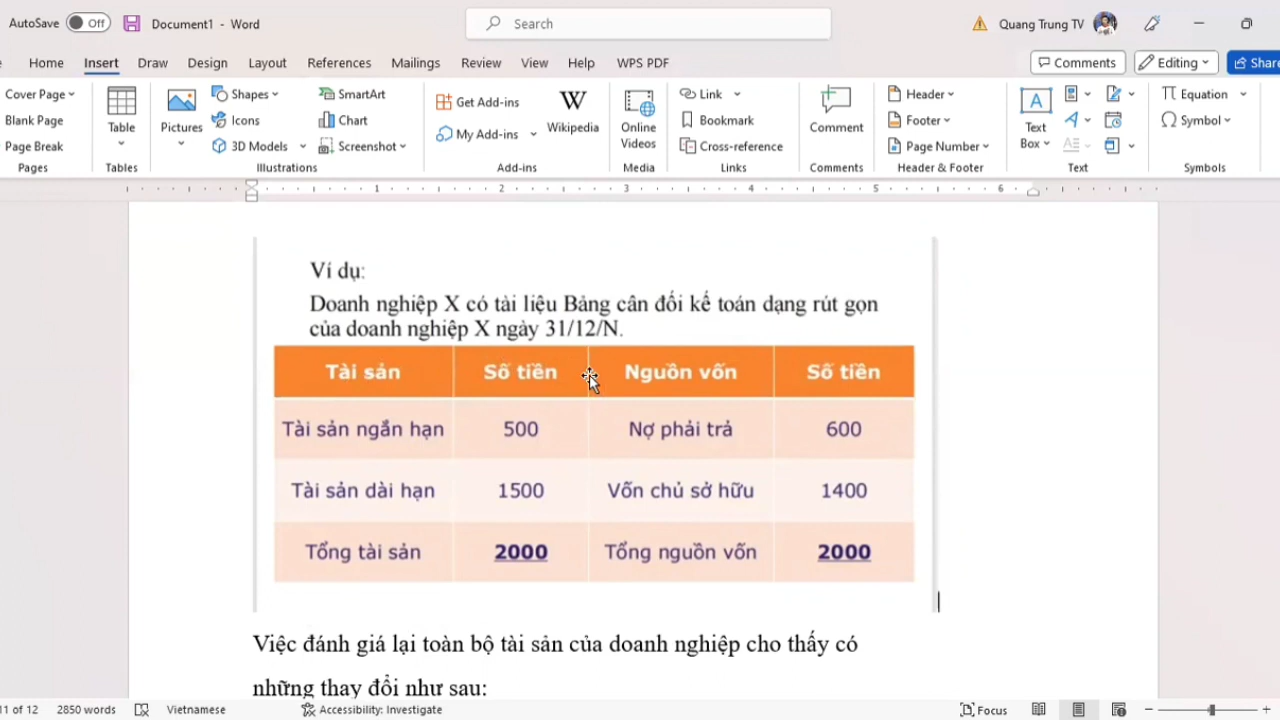 AutoSave Off Document1 - Word Search Quang Trung TV
Home Insert Draw Design Layout References Mailings Review View Help WPS PDF Comments Editing Share
Cover Page
Blank Page
Page Break
Pages
Table
Tables
Pictures
Shapes
Icons
3D Models
SmartArt
Chart
Screenshot
Illustrations
Get Add-ins
My Add-ins
Wikipedia
Add-ins
Online
Videos
Media
Link
Bookmark
Cross-reference
Links
Comment
Comments
Header
Footer
Page Number
Header & Footer
Text
Box
Text
Equation
Symbol
Symbols
1 2 3 4 5 6
Ví dụ:
Doanh nghiệp X có tài liệu Bảng cân đối kế toán dạng rút gọn
của doanh nghiệp X ngày 31/12/N.
Tài sản Số tiền Nguồn vốn Số tiền
Tài sản ngắn hạn 500 Nợ phải trả 600
Tài sản dài hạn 1500 Vốn chủ sở hữu 1400
Tổng tài sản 2000 Tổng nguồn vốn 2000
Việc đánh giá lại toàn bộ tài sản của doanh nghiệp cho thấy có
những thay đổi như sau:
11 of 12 2850 words Vietnamese Accessibility: Investigate Focus